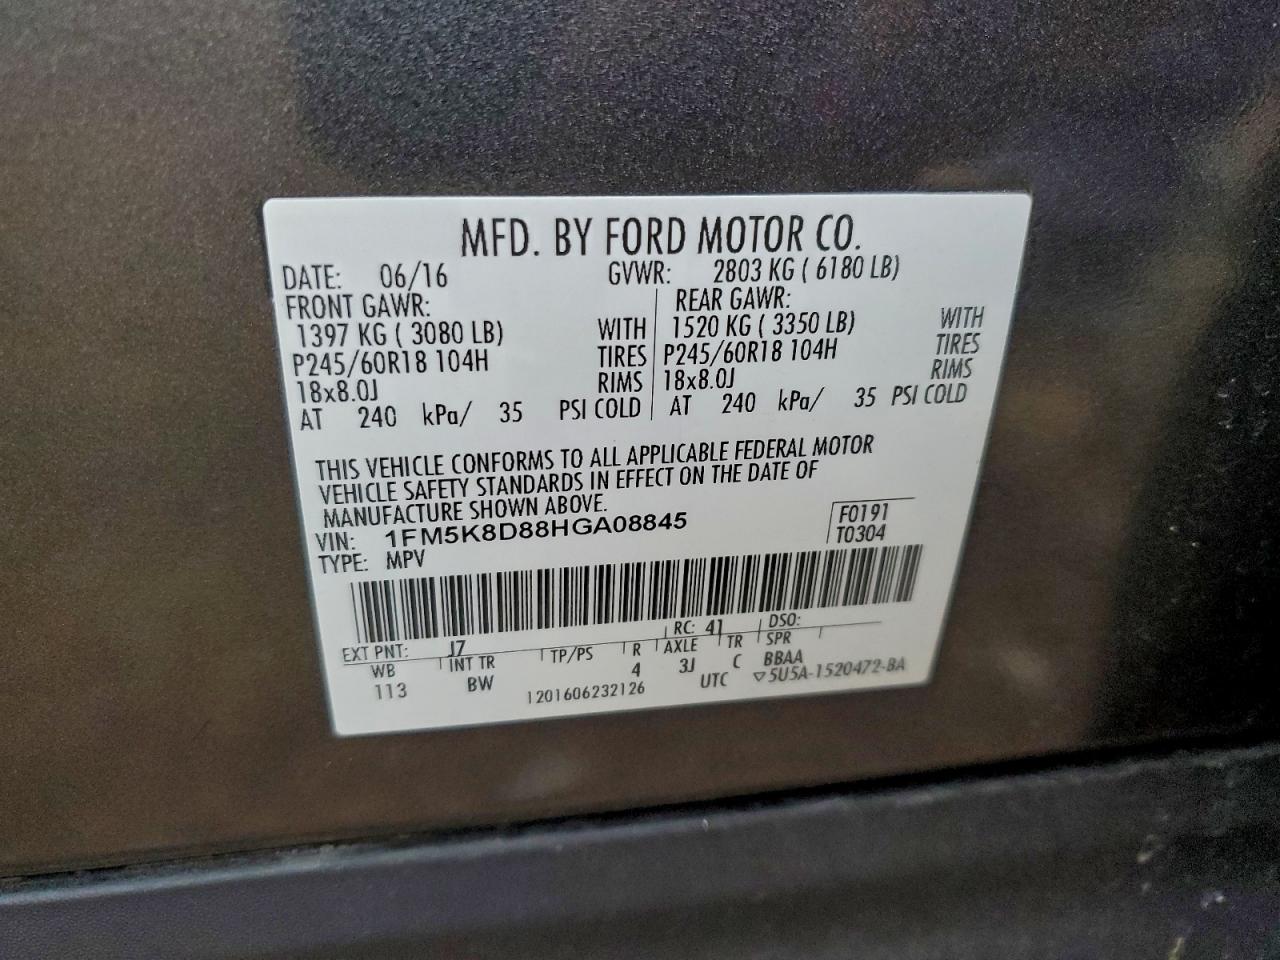 MFD. BY FORD MOTOR CO.
DATE: 06/16 GVWR: 2803 KG ( 6180 LB)
FRONT GAWR: REAR GAWR:
1397 KG ( 3080 LB) WITH 1520 KG ( 3350 LB) WITH
P245/60R18 104H TIRES P245/60R18 104H TIRES
18x8.0J RIMS 18x8.0J RIMS
AT 240 kPa/ 35 PSI COLD AT 240 kPa/ 35 PSI COLD
THIS VEHICLE CONFORMS TO ALL APPLICABLE FEDERAL MOTOR
VEHICLE SAFETY STANDARDS IN EFFECT ON THE DATE OF
MANUFACTURE SHOWN ABOVE.
VIN: 1FM5K8D88HGA08845 F0191
TYPE: MPV T0304
EXT PNT: J7 RC: 41 DSO:
WB INT TR TP/PS R AXLE TR SPR
113 BW 4 3J C BBAA
1201606232126 UTC ▽5U5A-1520472-BA